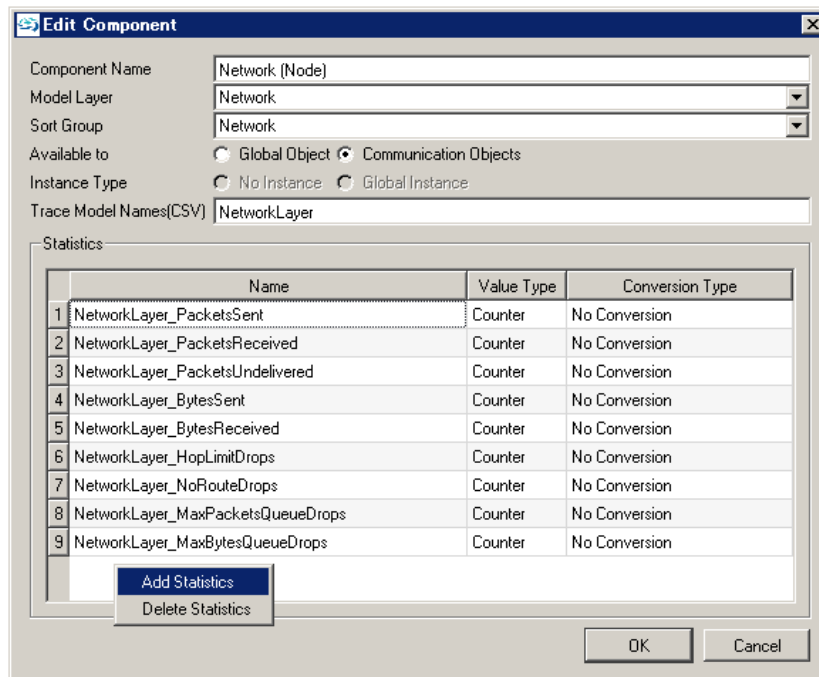 Edit Component
Component Name Network (Node)
Model Layer Network
Sort Group Network
Available to Global Object Communication Objects
Instance Type No Instance Global Instance
Trace Model Names(CSV) NetworkLayer
Statistics
Name Value Type Conversion Type
1 NetworkLayer_PacketsSent Counter No Conversion
2 NetworkLayer_PacketsReceived Counter No Conversion
3 NetworkLayer_PacketsUndelivered Counter No Conversion
4 NetworkLayer_BytesSent Counter No Conversion
5 NetworkLayer_BytesReceived Counter No Conversion
6 NetworkLayer_HopLimitDrops Counter No Conversion
7 NetworkLayer_NoRouteDrops Counter No Conversion
8 NetworkLayer_MaxPacketsQueueDrops Counter No Conversion
9 NetworkLayer_MaxBytesQueueDrops Counter No Conversion
Add Statistics
Delete Statistics
OK Cancel